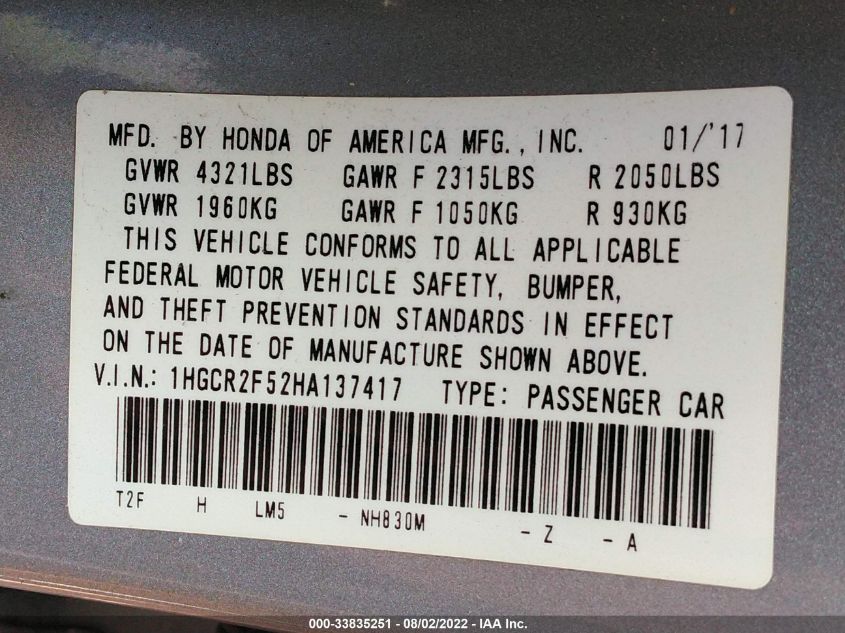 MFD. BY HONDA OF AMERICA MFG., INC. 01/'17
GVWR 4321LBS GAWR F 2315LBS R 2050LBS
GVWR 1960KG GAWR F 1050KG R 930KG
THIS VEHICLE CONFORMS TO ALL APPLICABLE
FEDERAL MOTOR VEHICLE SAFETY, BUMPER,
AND THEFT PREVENTION STANDARDS IN EFFECT
ON THE DATE OF MANUFACTURE SHOWN ABOVE.
V.I.N.: 1HGCR2F52HA137417 TYPE: PASSENGER CAR
T2F H LM5 - NH830M - Z - A
000-33835251 - 08/02/2022 - IAA Inc.